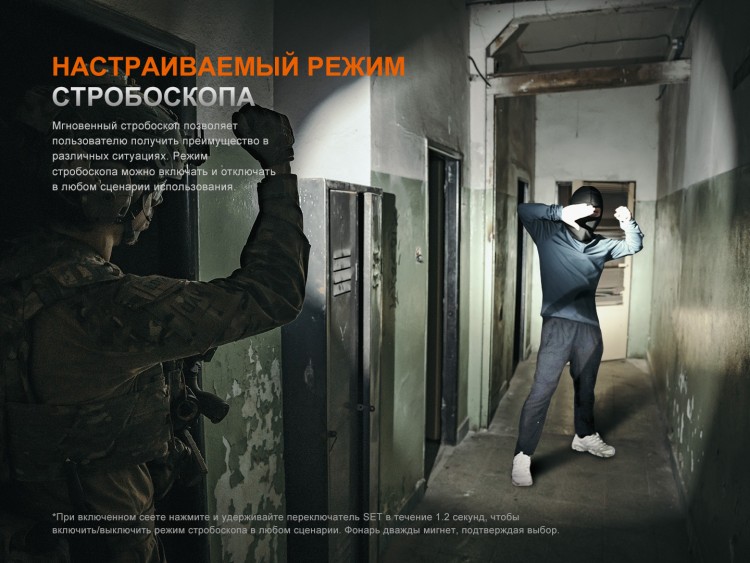 НАСТРАИВАЕМЫЙ РЕЖИМ
СТРОБОСКОПА
Мгновенный стробоскоп позволяет
пользователю получить преимущество в
различных ситуациях. Режим
стробоскопа можно включать и отключать
в любом сценарии использования.
*При включенном сеете нажмите и удерживайте переключатель SET в течение 1.2 секунд, чтобы
включить/выключить режим стробоскопа в любом сценарии. Фонарь дважды мигнет, подтверждая выбор.